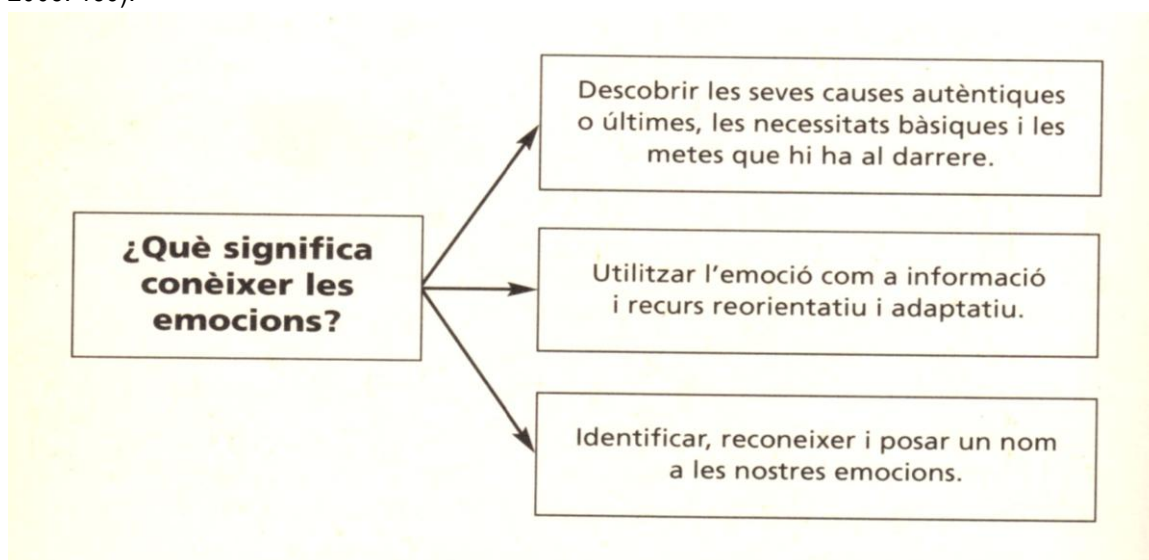 ¿Què significa
conèixer les
emocions?
Descobrir les seves causes autèntiques
o últimes, les necessitats bàsiques i les
metes que hi ha al darrere.
Utilitzar l'emoció com a informació
i recurs reorientatiu i adaptatiu.
Identificar, reconeixer i posar un nom
a les nostres emocions.